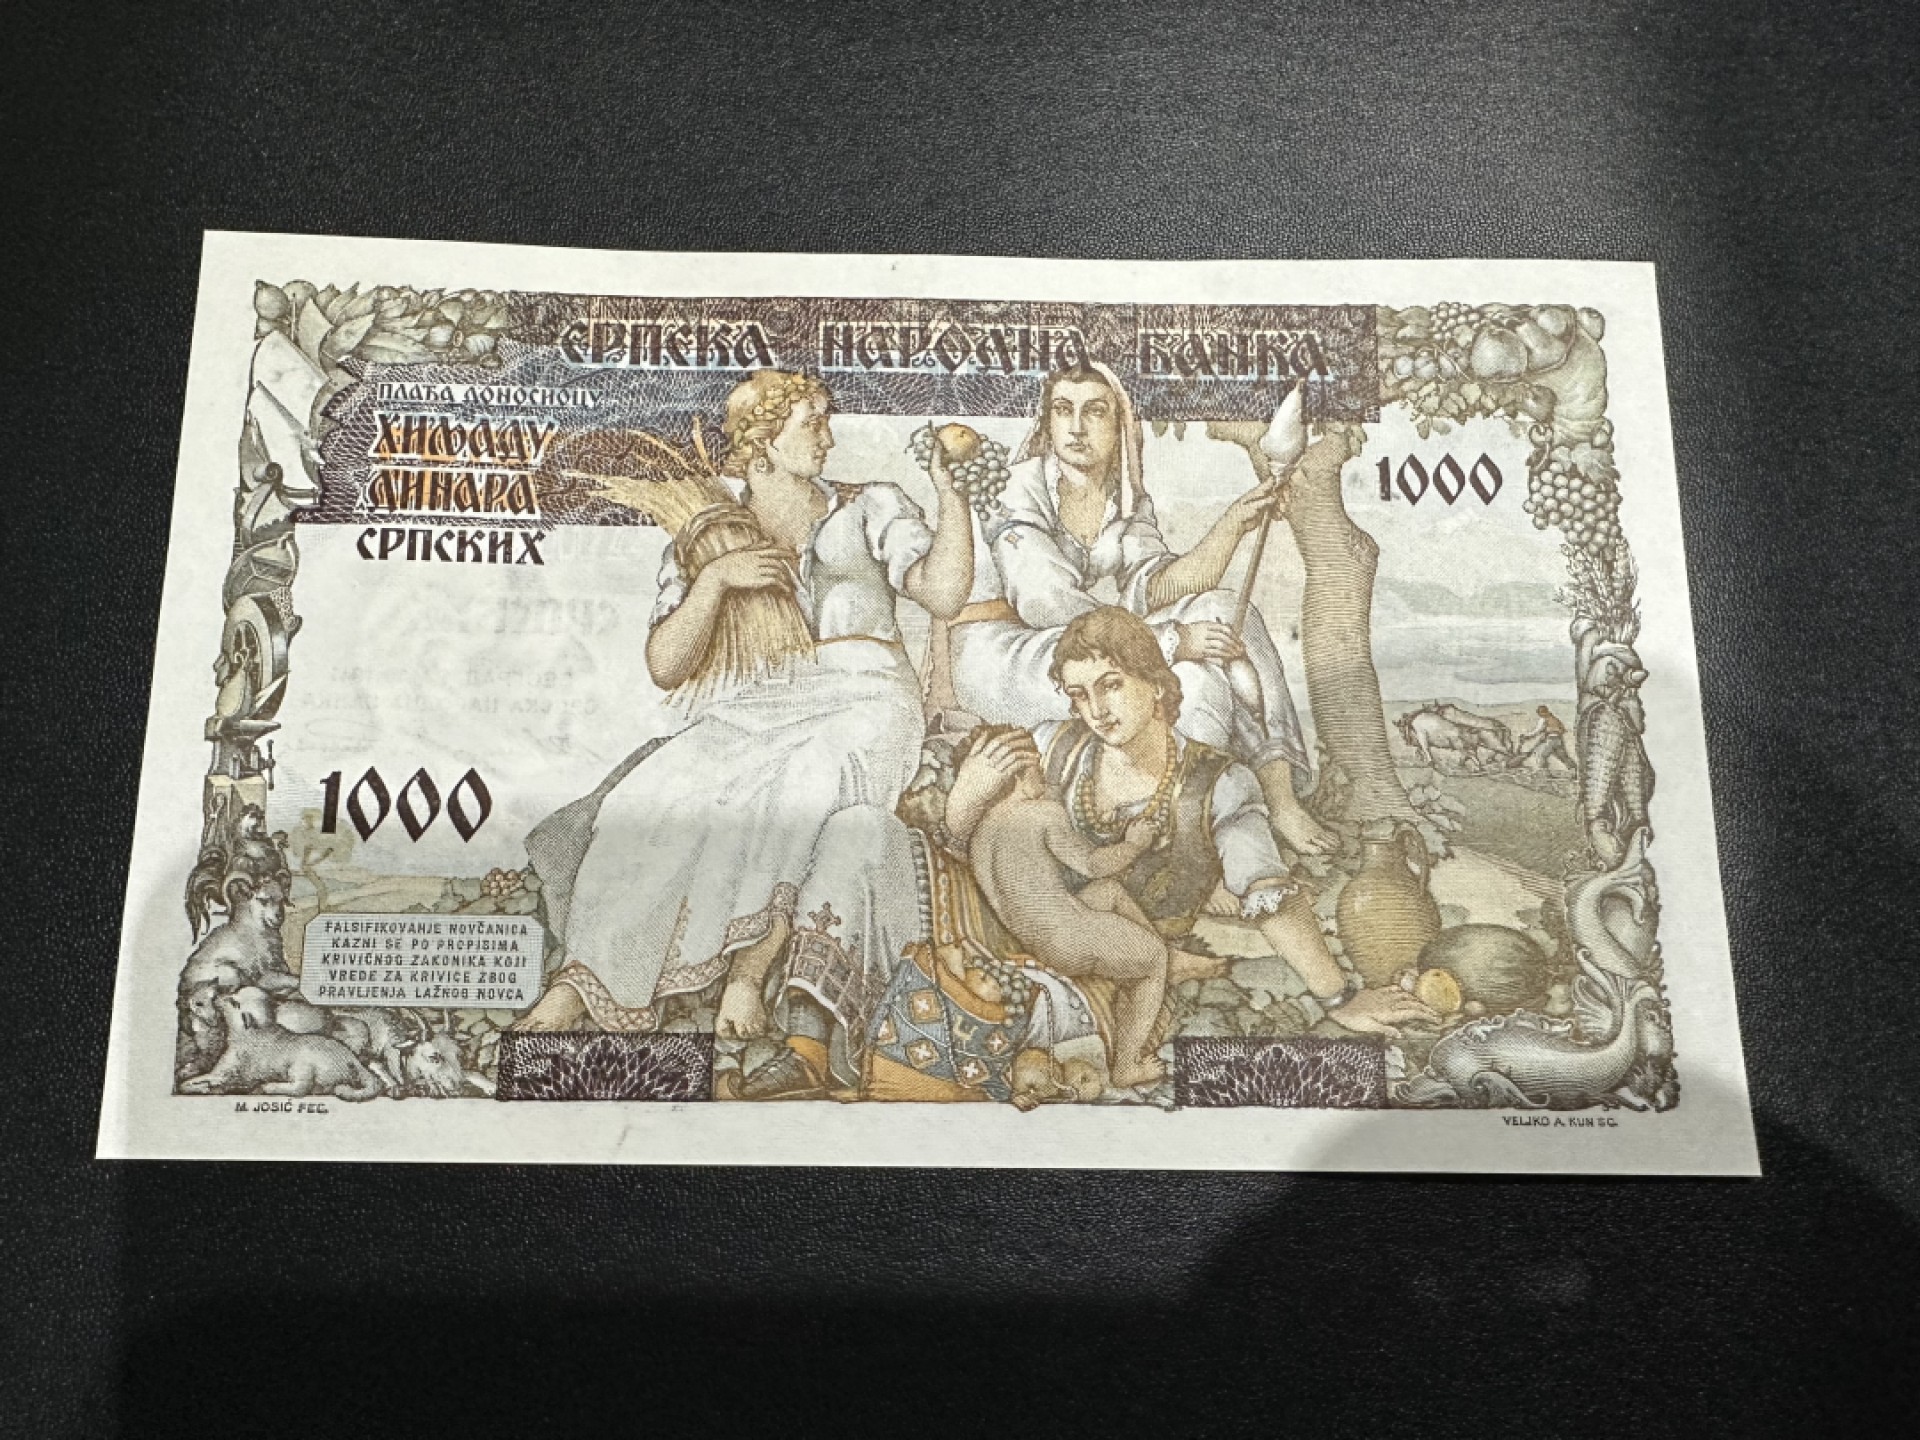 СРПСКА НАРОДНА БАНКА
ПЛАЋА ДОНОСИОЦУ
ХИЉАДУ
ДИНАРА
СРПСКИХ
1000
1000
FALSIFIKOVANJE NOVČANICA
KAZNI SE PO PROPISIMA
KRIVIČNOG ZAKONIKA KOJI
VREDE ZA KRIVICE ZBOG
PRAVLJENJA LAŽNOG NOVCA
M. JOSIĆ FEC.
VELJKO A. KUN SC.